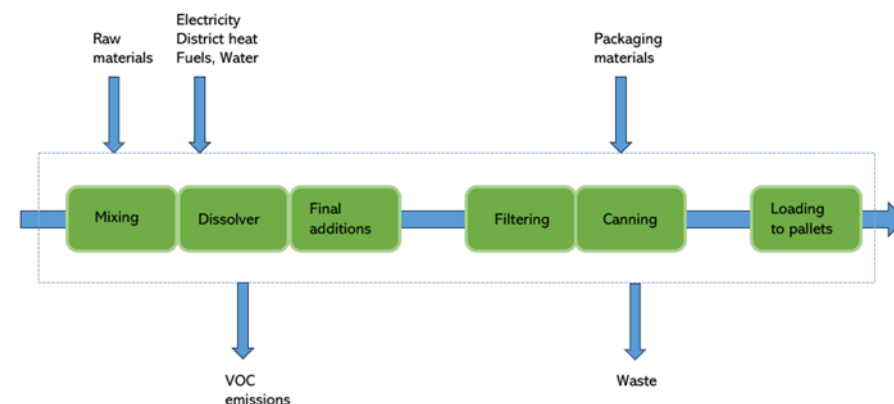 Raw
materials
Electricity
District heat
Fuels, Water
Packaging
materials
Mixing
Dissolver
Final
additions
Filtering
Canning
Loading
to pallets
VOC
emissions
Waste